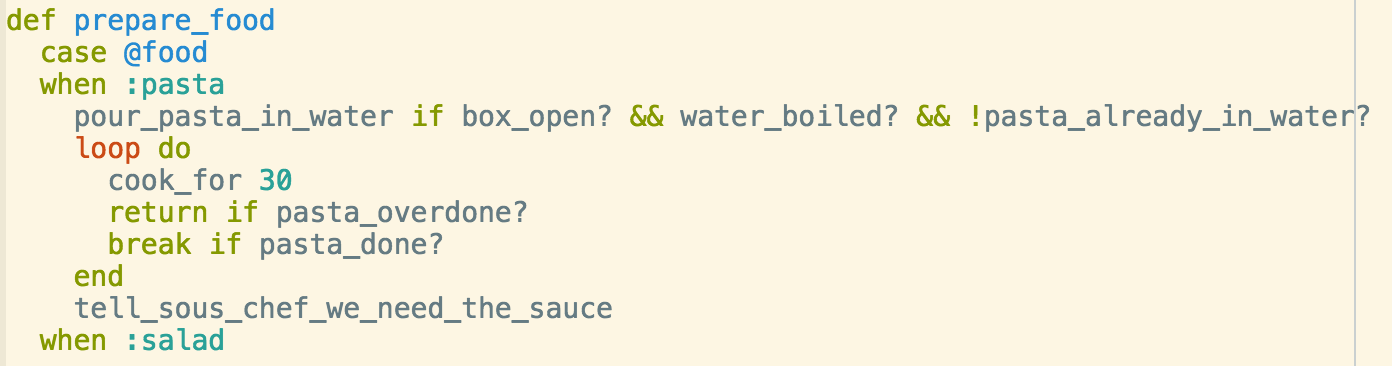 def prepare_food
  case @food
  when :pasta
    pour_pasta_in_water if box_open? && water_boiled? && !pasta_already_in_water?
    loop do
      cook_for 30
      return if pasta_overdone?
      break if pasta_done?
    end
    tell_sous_chef_we_need_the_sauce
  when :salad